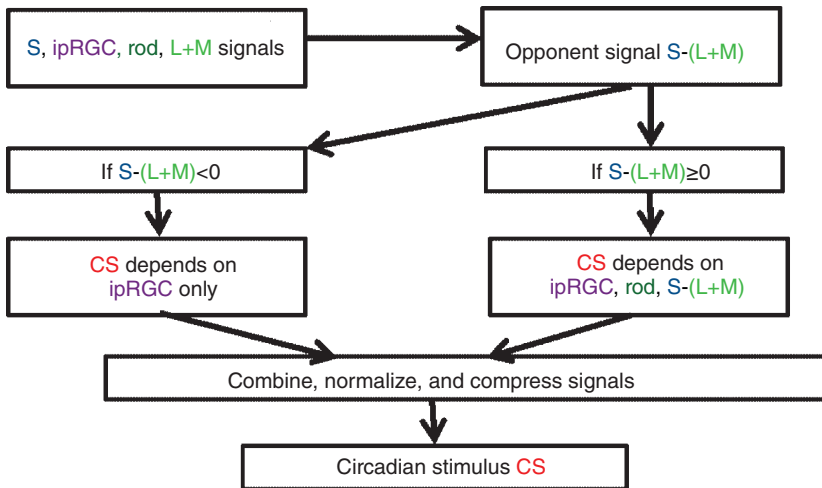 S, ipRGC, rod, L+M signals
Opponent signal S-(L+M)
If S-(L+M)<0
If S-(L+M)≥0
CS depends on
ipRGC only
CS depends on
ipRGC, rod, S-(L+M)
Combine, normalize, and compress signals
Circadian stimulus CS